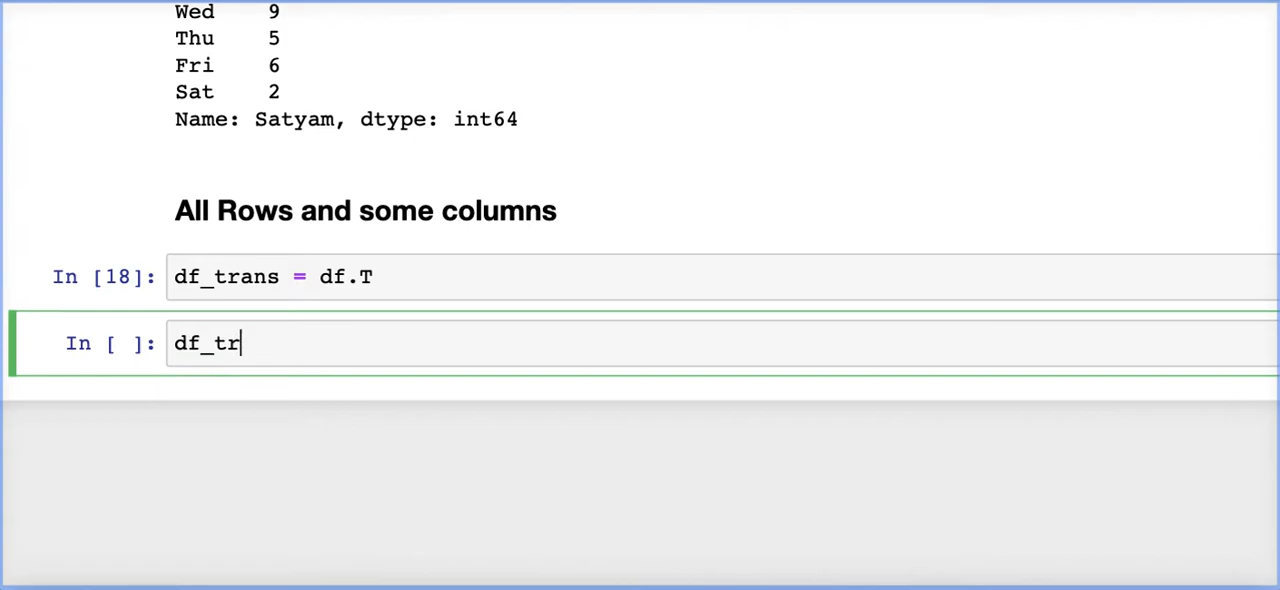 Wed    9
Thu    5
Fri    6
Sat    2
Name: Satyam, dtype: int64
All Rows and some columns
In [18]: df_trans = df.T
In [ ]: df_tr